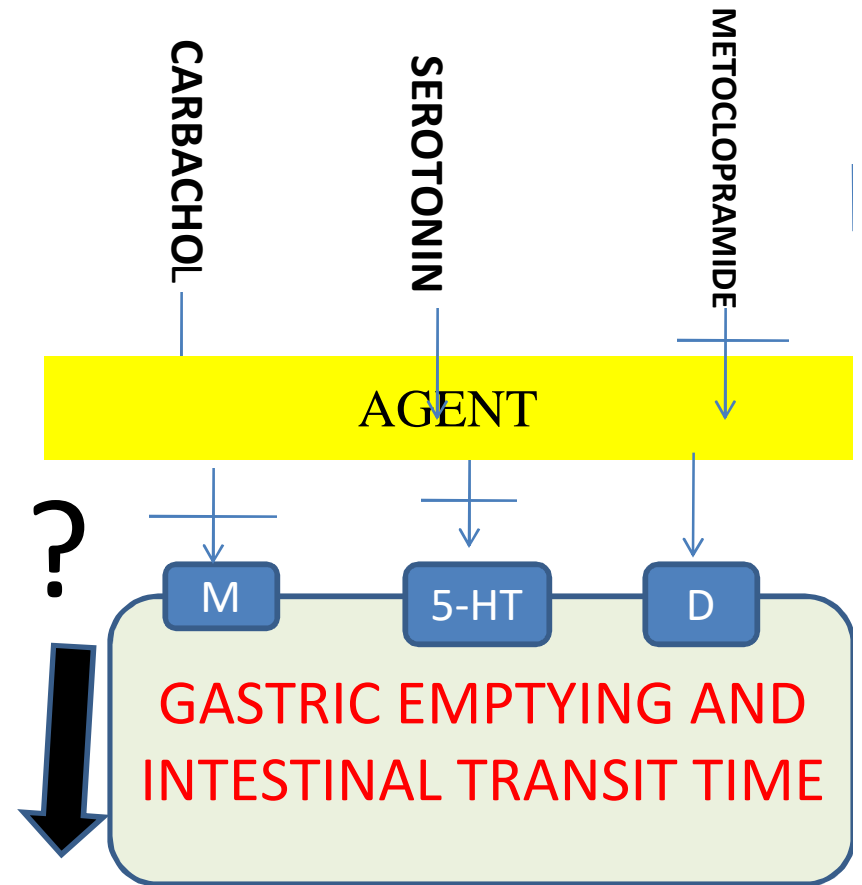 CARBACHOL
SEROTONIN
METOCLOPRAMIDE
AGENT
?
M
5-HT
D
GASTRIC EMPTYING AND
INTESTINAL TRANSIT TIME